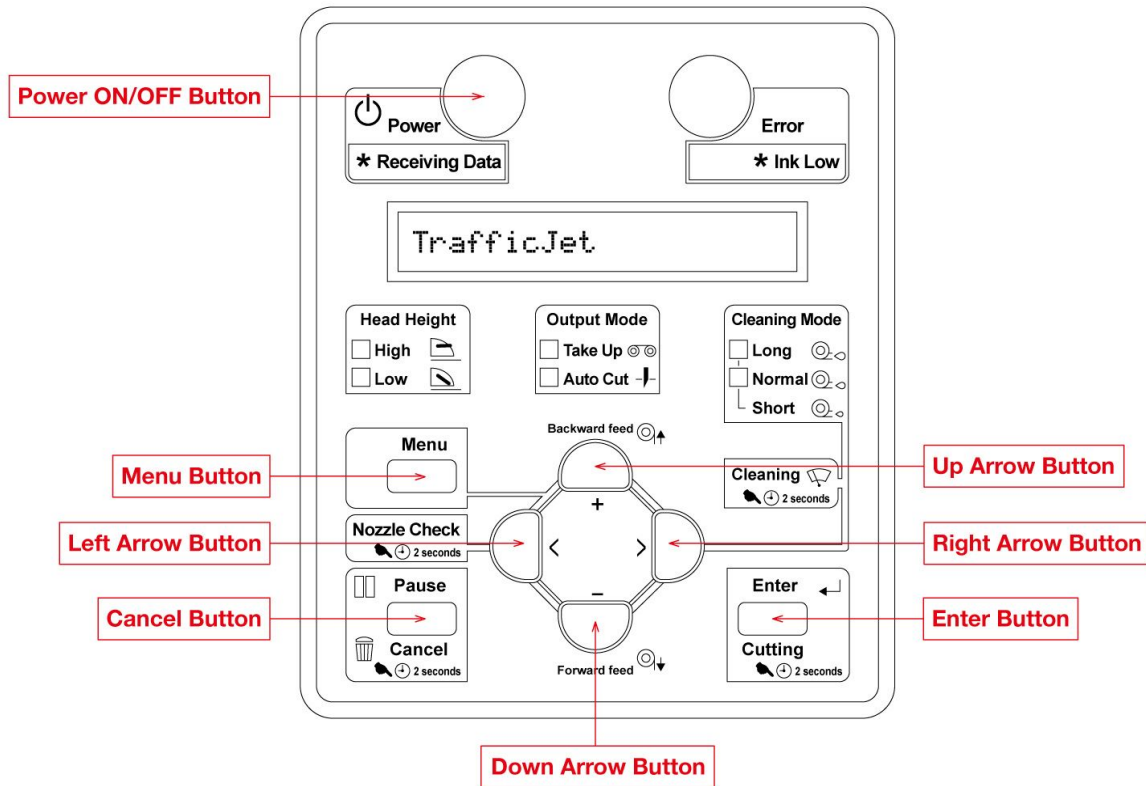 Power ON/OFF Button
Power
* Receiving Data
Error
* Ink Low
TrafficJet
Head Height
High
Low
Output Mode
Take Up
Auto Cut
Cleaning Mode
Long
Normal
Short
Menu
Menu Button
Backward feed
Up Arrow Button
Cleaning
2 seconds
+
Nozzle Check
2 seconds
Left Arrow Button
<
>
Right Arrow Button
Pause
Cancel Button
Cancel
2 seconds
−
Forward feed
Enter
Enter Button
Cutting
2 seconds
Down Arrow Button